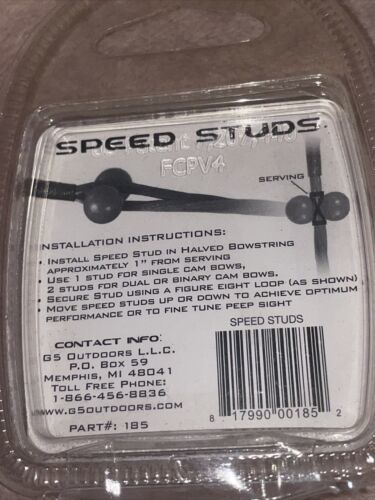 SPEED STUDS
US Patent
FCPV4
SERVING
INSTALLATION INSTRUCTIONS:
• INSTALL SPEED STUD IN HALVED BOWSTRING
APPROXIMATELY 1" FROM SERVING
• USE 1 STUD FOR SINGLE CAM BOWS,
2 STUDS FOR DUAL OR BINARY CAM BOWS.
• SECURE STUD USING A FIGURE EIGHT LOOP (AS SHOWN)
• MOVE SPEED STUDS UP OR DOWN TO ACHIEVE OPTIMUM
PERFORMANCE OR TO FINE TUNE PEEP SIGHT
SPEED STUDS
CONTACT INFO:
G5 OUTDOORS L.L.C.
P.O. BOX 59
MEMPHIS, MI 48041
TOLL FREE PHONE:
1-866-456-8836
WWW.G5OUTDOORS.COM
PART#: 185
8 17990 00185 2